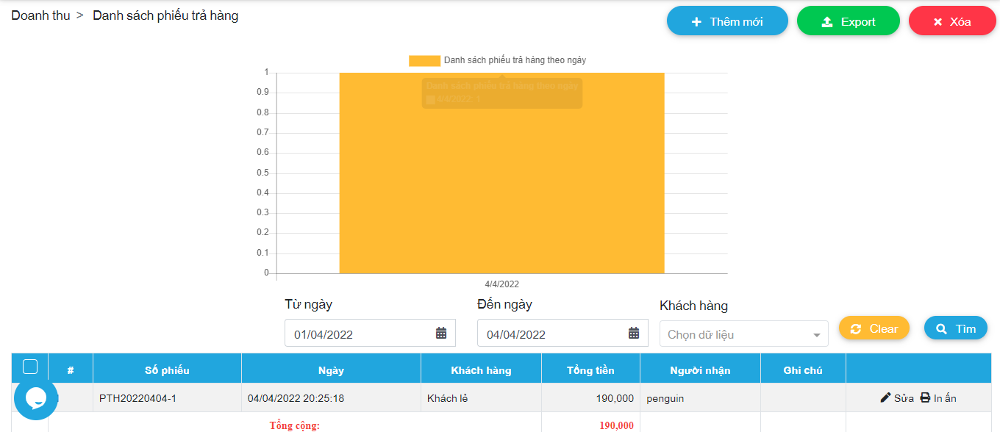 Doanh thu > Danh sách phiếu trả hàng
Thêm mới
Export
Xóa
Danh sách phiếu trả hàng theo ngày
1
Danh sách phiếu trả hàng theo ngày
4/4/2022: 1
0.9
0.8
0.7
0.6
0.5
0.4
0.3
0.2
0.1
0
4/4/2022
Từ ngày
Đến ngày
Khách hàng
01/04/2022
04/04/2022
Chọn dữ liệu
Clear
Tìm
# Số phiếu Ngày Khách hàng Tổng tiền Người nhận Ghi chú
PTH20220404-1 04/04/2022 20:25:18 Khách lẻ 190,000 penguin Sửa In ấn
Tổng cộng: 190,000